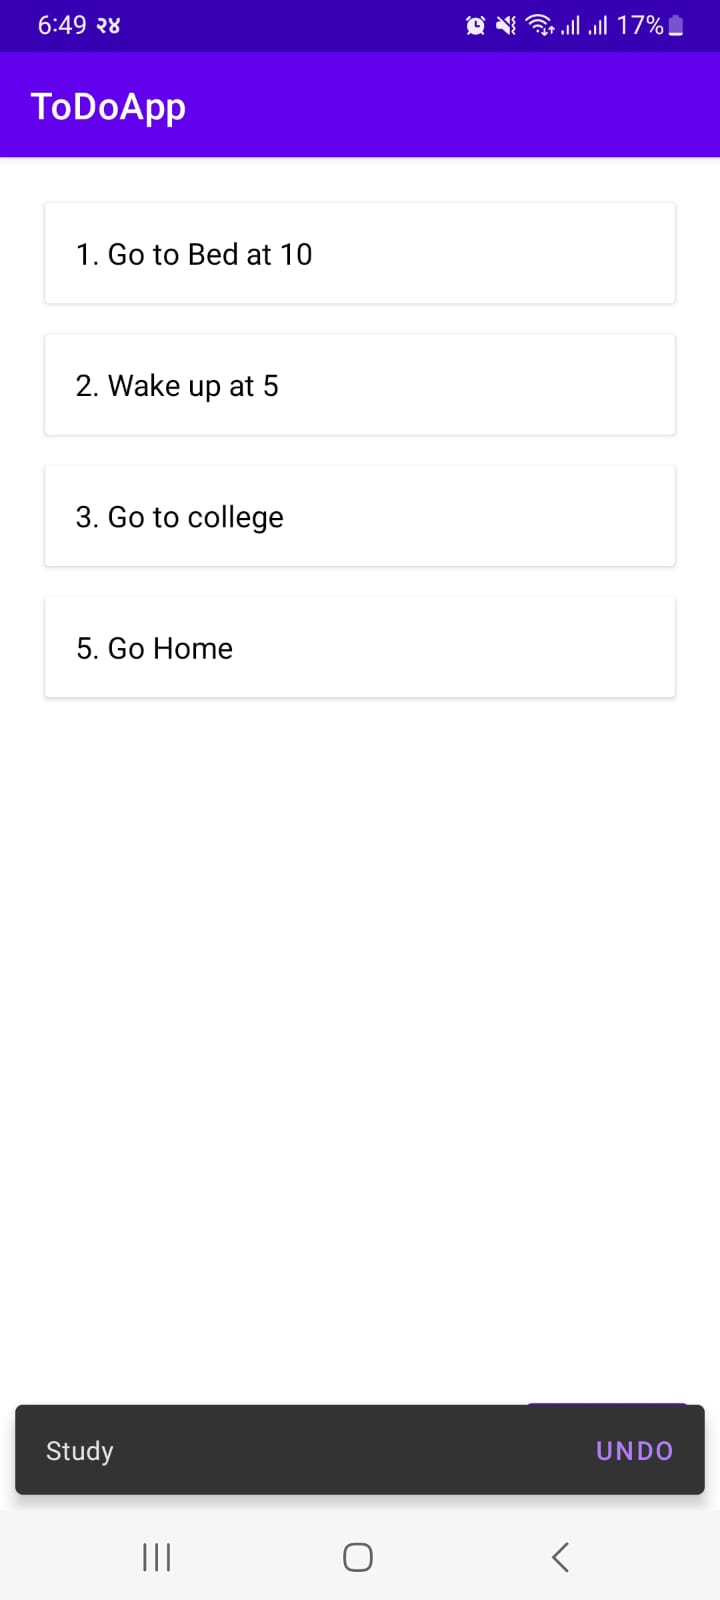 6:49 २४ 17%
ToDoApp
1. Go to Bed at 10
2. Wake up at 5
3. Go to college
5. Go Home
Study UNDO